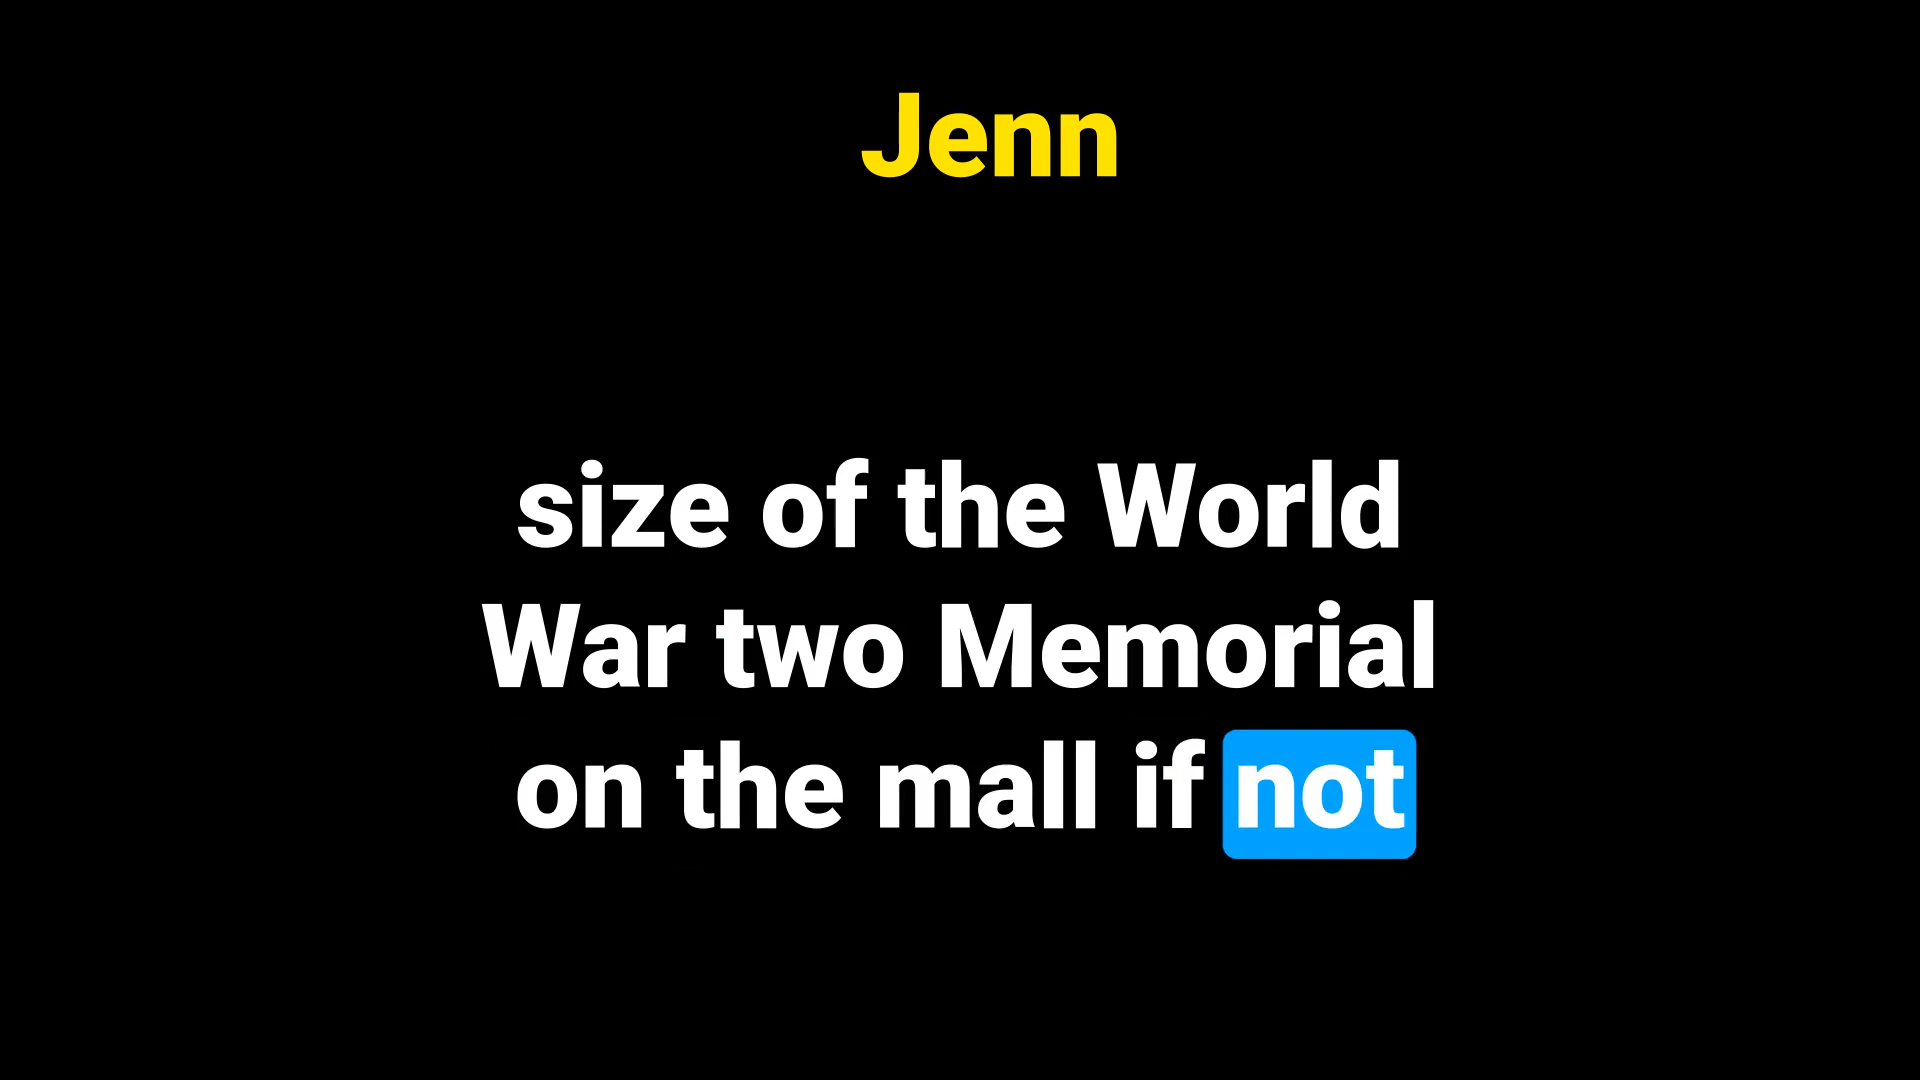 Jenn
size of the World
War two Memorial
on the mall if not